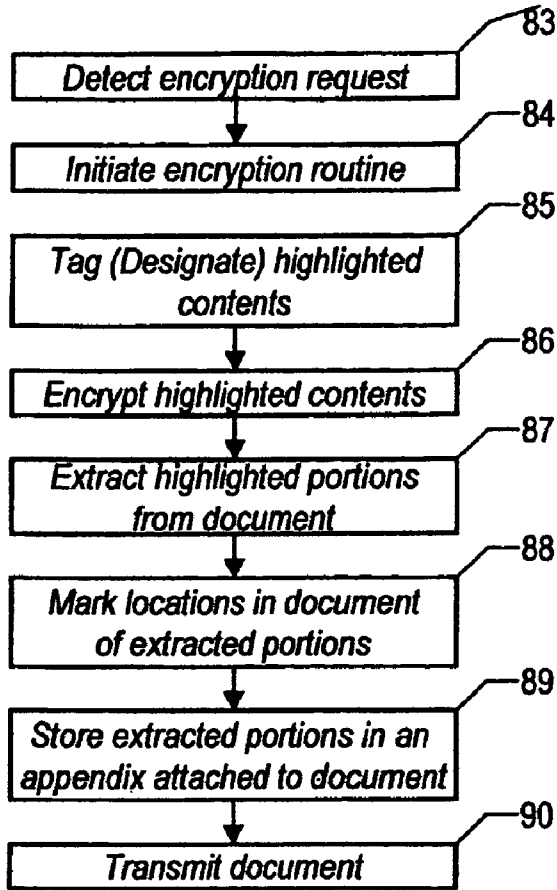 83
Detect encryption request
84
Initiate encryption routine
85
Tag (Designate) highlighted
contents
86
Encrypt highlighted contents
87
Extract highlighted portions
from document
88
Mark locations in document
of extracted portions
89
Store extracted portions in an
appendix attached to document
90
Transmit document